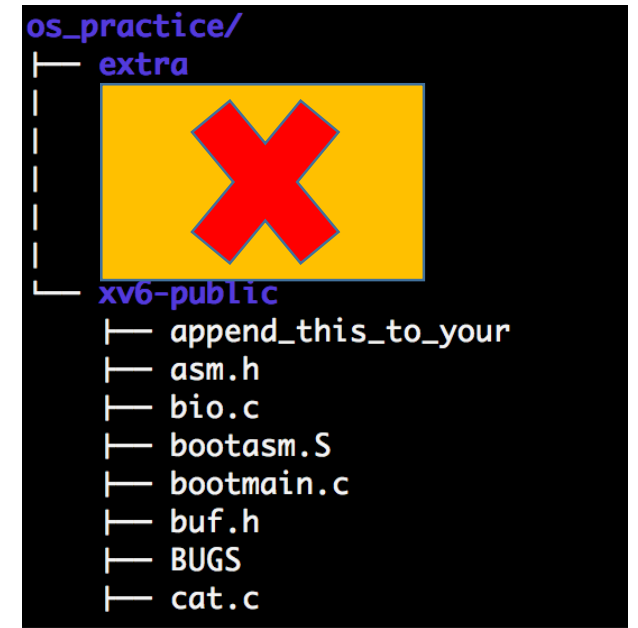 os_practice/
├── extra
└── xv6-public
├── append_this_to_your
├── asm.h
├── bio.c
├── bootasm.S
├── bootmain.c
├── buf.h
├── BUGS
├── cat.c